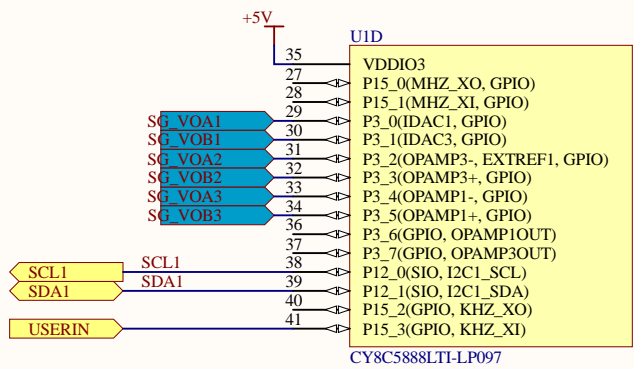 +5V
U1D
35 VDDIO3
27 P15_0(MHZ_XO, GPIO)
28 P15_1(MHZ_XI, GPIO)
SG_VOA1 29 P3_0(IDAC1, GPIO)
SG_VOB1 30 P3_1(IDAC3, GPIO)
SG_VOA2 31 P3_2(OPAMP3-, EXTREF1, GPIO)
SG_VOB2 32 P3_3(OPAMP3+, GPIO)
SG_VOA3 33 P3_4(OPAMP1-, GPIO)
SG_VOB3 34 P3_5(OPAMP1+, GPIO)
36 P3_6(GPIO, OPAMP1OUT)
37 P3_7(GPIO, OPAMP3OUT)
SCL1 SCL1 38 P12_0(SIO, I2C1_SCL)
SDA1 SDA1 39 P12_1(SIO, I2C1_SDA)
40 P15_2(GPIO, KHZ_XO)
USERIN 41 P15_3(GPIO, KHZ_XI)
CY8C5888LTI-LP097